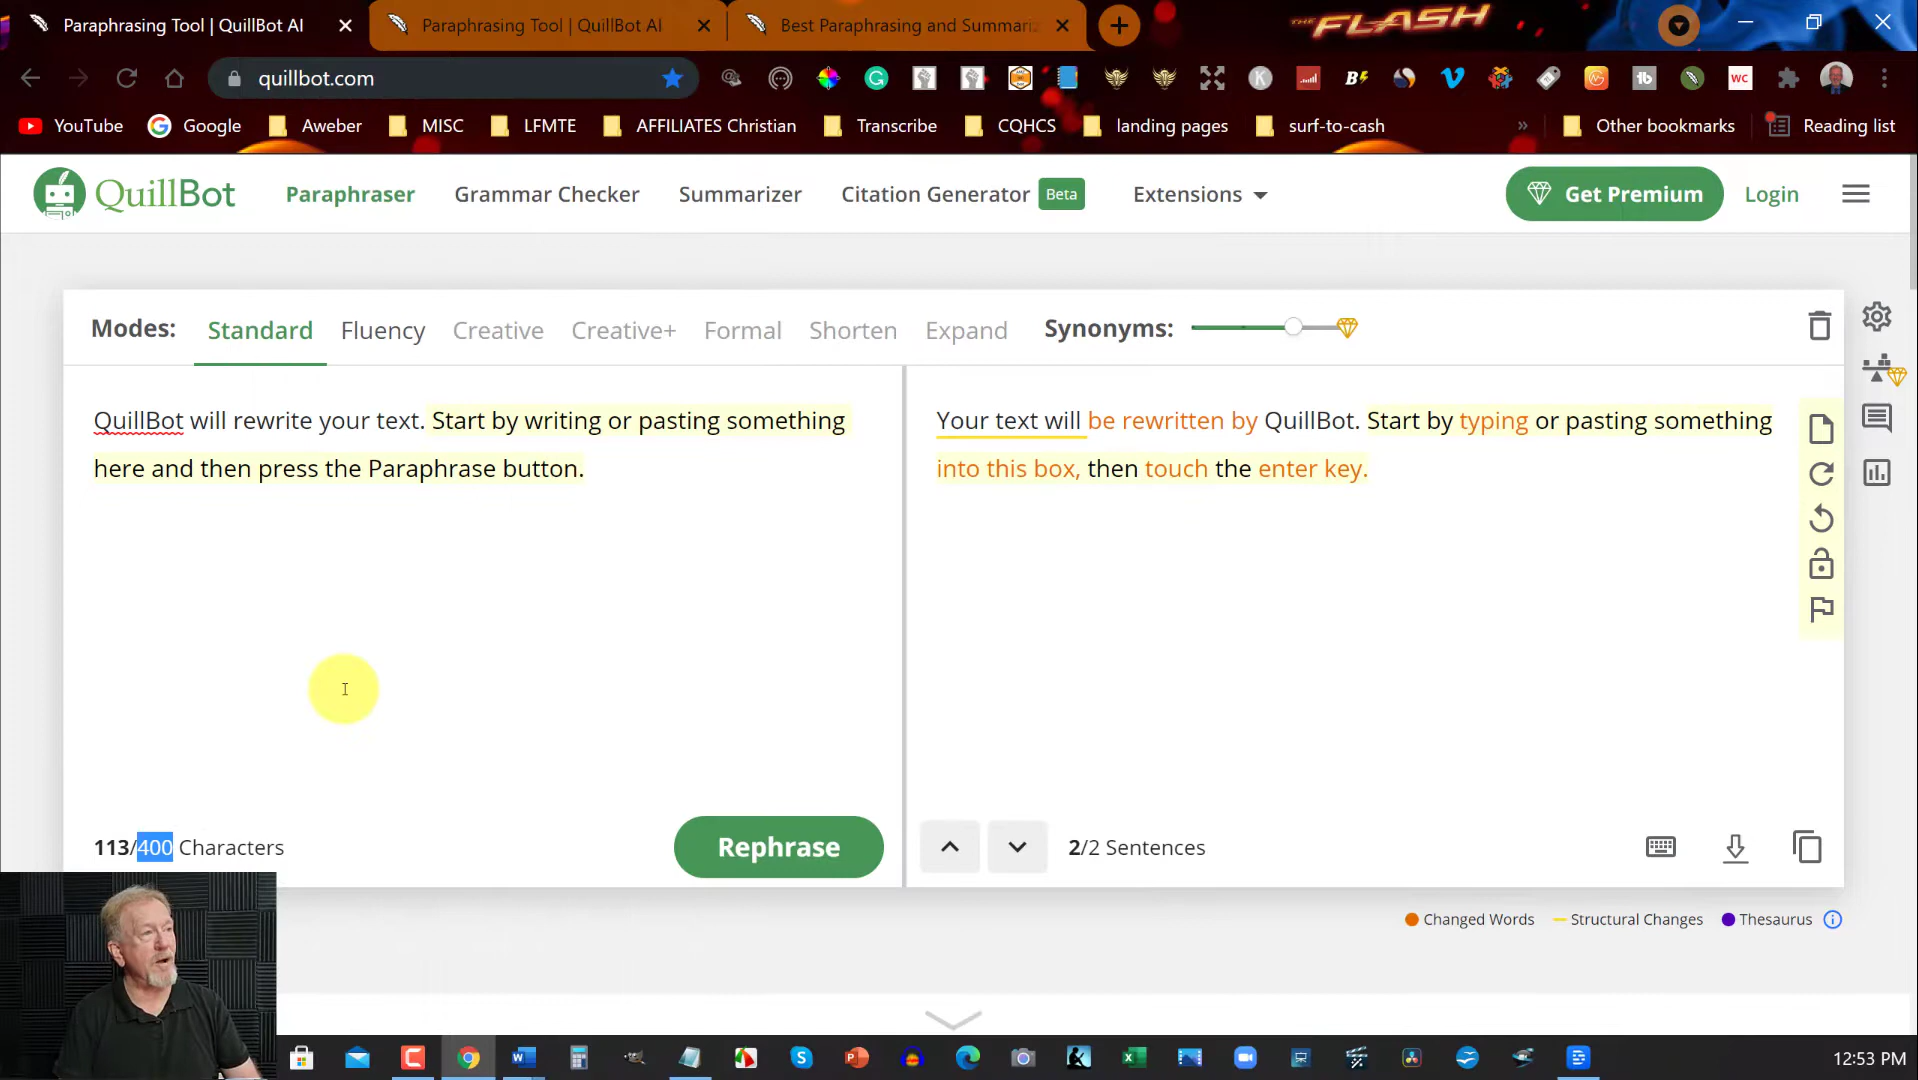 Paraphrasing Tool | QuillBot AI
Paraphrasing Tool | QuillBot AI
Best Paraphrasing and Summariz
THE FLASH
quillbot.com
YouTube
Google
Aweber
MISC
LFMTE
AFFILIATES Christian
Transcribe
CQHCS
landing pages
surf-to-cash
»
Other bookmarks
Reading list
QuillBot
Paraphraser
Grammar Checker
Summarizer
Citation Generator Beta
Extensions
Get Premium
Login
Modes: Standard Fluency Creative Creative+ Formal Shorten Expand
Synonyms:
QuillBot will rewrite your text. Start by writing or pasting something
here and then press the Paraphrase button.
113/400 Characters
Rephrase
Your text will be rewritten by QuillBot. Start by typing or pasting something
into this box, then touch the enter key.
2/2 Sentences
Changed Words
Structural Changes
Thesaurus
12:53 PM